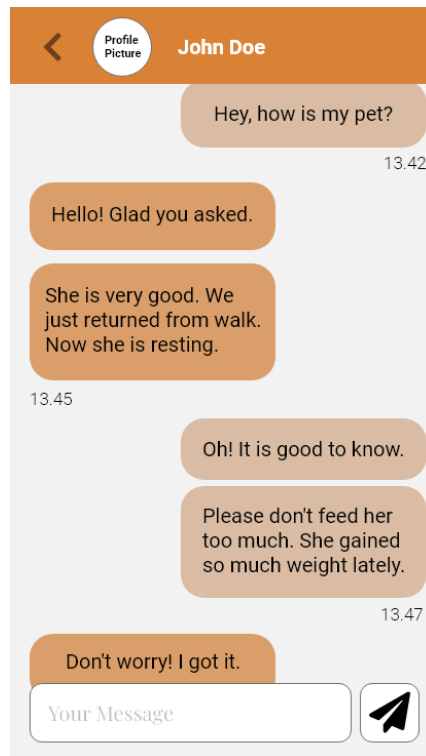 Profile
Picture
John Doe
Hey, how is my pet?
13.42
Hello! Glad you asked.
She is very good. We
just returned from walk.
Now she is resting.
13.45
Oh! It is good to know.
Please don't feed her
too much. She gained
so much weight lately.
13.47
Don't worry! I got it.
Your Message